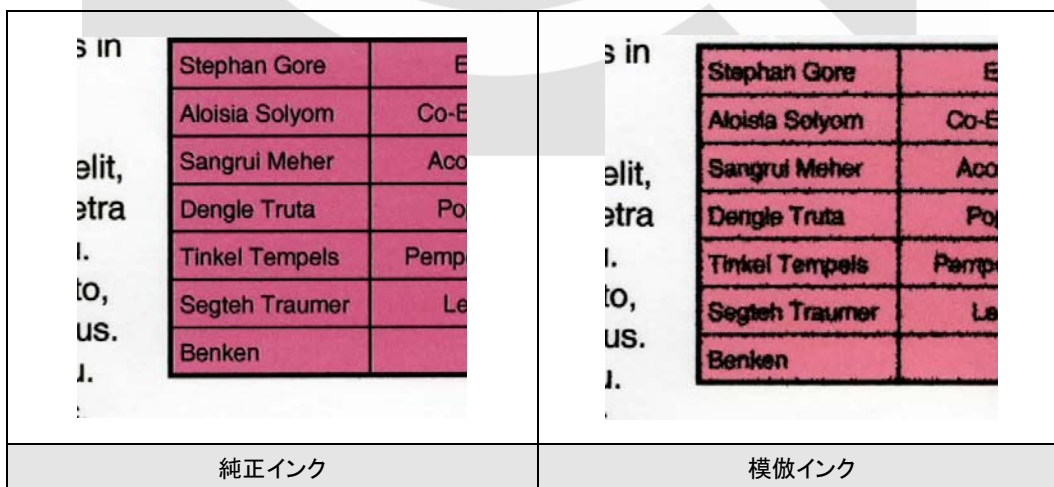 s in
Stephan Gore E
Aloisia Solyom Co-E
elit,
Sangrui Meher Aco
etra
Dengle Truta Po
Tinkel Tempels Pemp
to,
Segteh Traumer Le
us.
Benken
u.
純正インク
s in
Stephan Gore E
Aloisia Solyom Co-E
elit,
Sangrui Meher Aco
etra
Dengle Truta Po
Tinkel Tempels Pempe
to,
Segteh Traumer Le
us.
Benken
u.
模倣インク